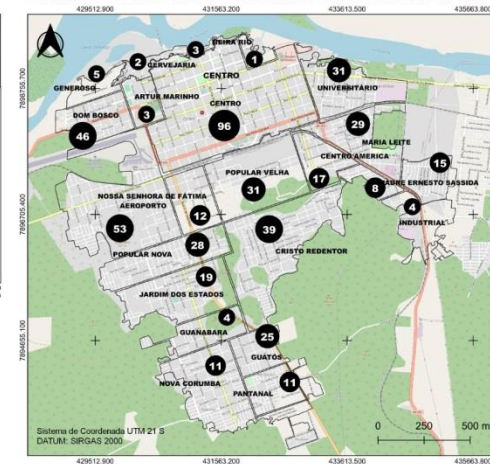 429512.900 431563.200 433613.500 435663.800
BEIRA RIO
3
2
CERVEJARIA
1
5
CENTRO
31
GENEROSO
UNIVERSITÁRIO
ARTUR MARINHO
CENTRO
DOM BOSCO
3
96
29
46
MARIA LEITE
CENTRO AMERICA
15
POPULAR VELHA
17
PADRE ERNESTO SASSIDA
31
8
NOSSA SENHORA DE FÁTIMA
AEROPORTO
12
4
INDUSTRIAL
53
39
28
CRISTO REDENTOR
POPULAR NOVA
19
JARDIM DOS ESTADOS
4
GUANABARA
25
GUATÓS
11
NOVA CORUMBA
11
PANTANAL
7898755.700
7896705.400
7894655.100
Sistema de Coordenada UTM 21 S
DATUM: SIRGAS 2000
0 250 500 m
429512.900 431563.200 433613.500 435663.800